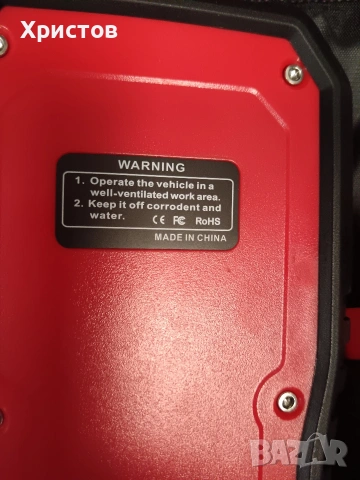 Христов
WARNING
1. Operate the vehicle in a
well-ventilated work area.
2. Keep it off corrodent and
water. CE FC RoHS
MADE IN CHINA
BAZAR